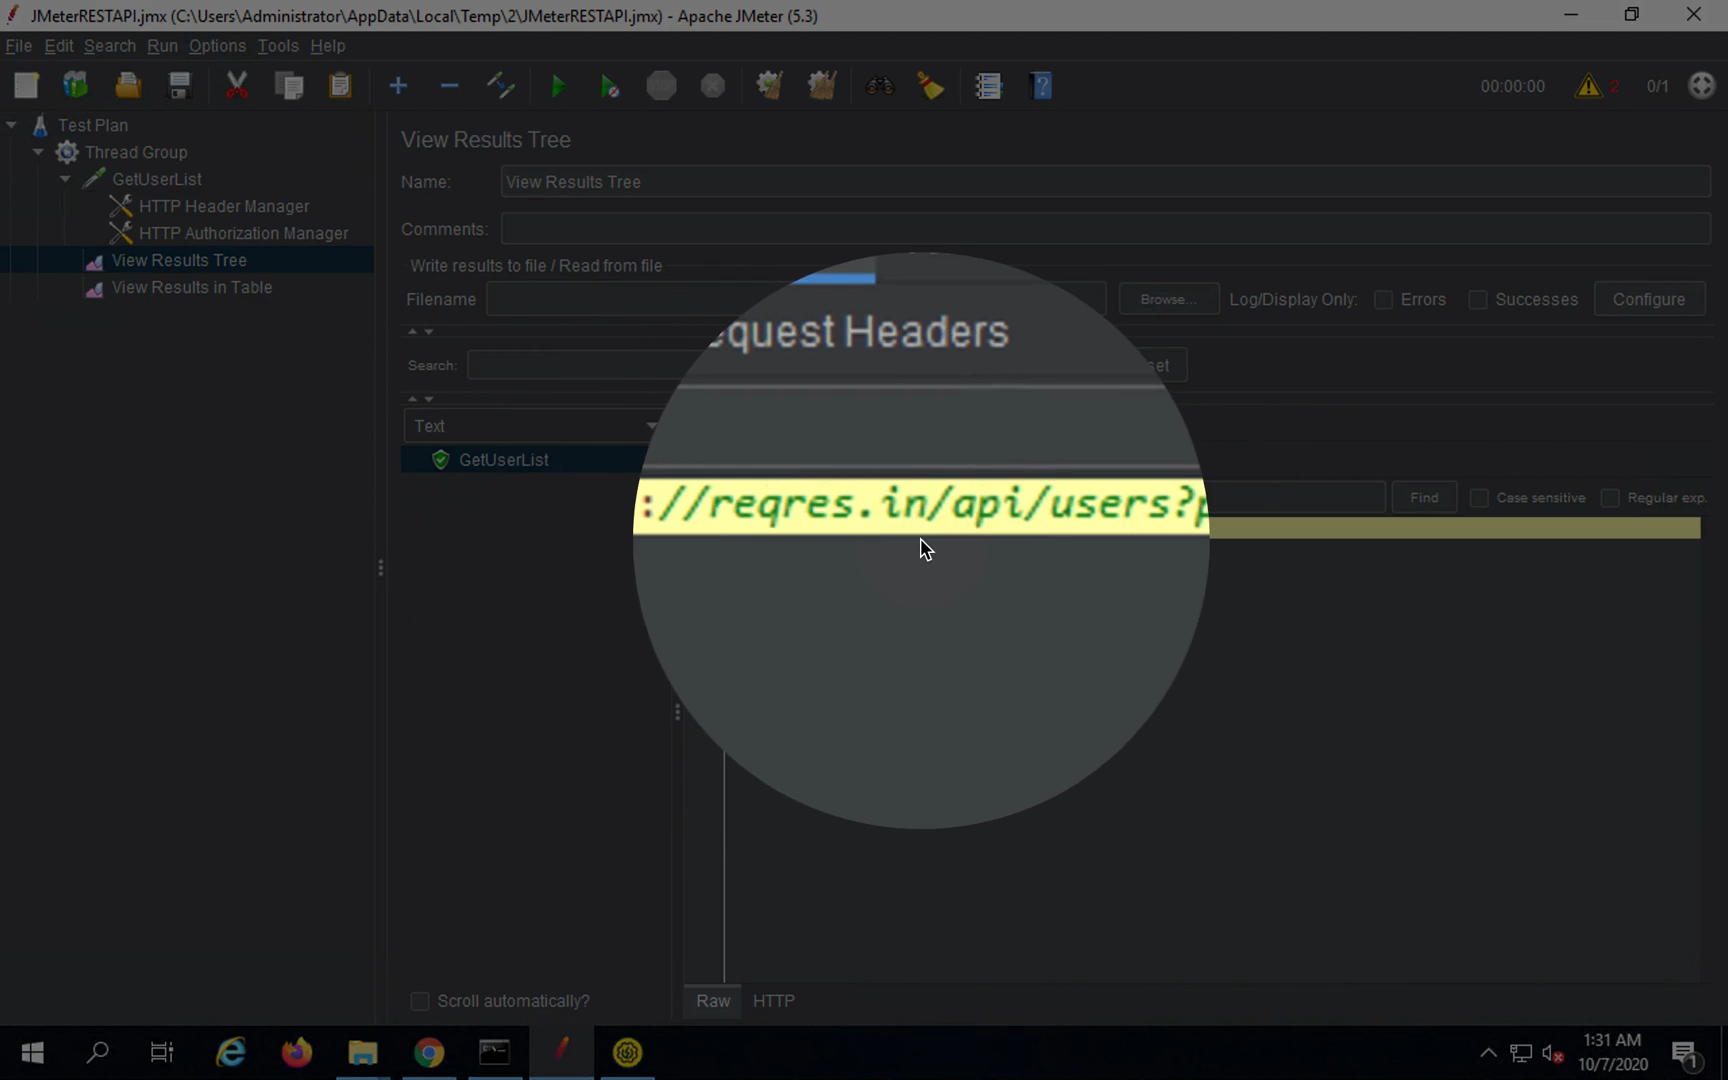 JMeterRESTAPI.jmx (C:\Users\Administrator\AppData\Local\Temp\2\JMeterRESTAPI.jmx) - Apache JMeter (5.3)
File Edit Search Run Options Tools Help
00:00:00 2 0/1
Test Plan
Thread Group
GetUserList
HTTP Header Manager
HTTP Authorization Manager
View Results Tree
View Results in Table
View Results Tree
Name: View Results Tree
Comments:
Write results to file / Read from file
Filename Browse... Log/Display Only: Errors Successes Configure
equest Headers
Search: set
Text
GetUserList
://reqres.in/api/users?p
Find Case sensitive Regular exp.
Scroll automatically?
Raw HTTP
1:31 AM
10/7/2020
1